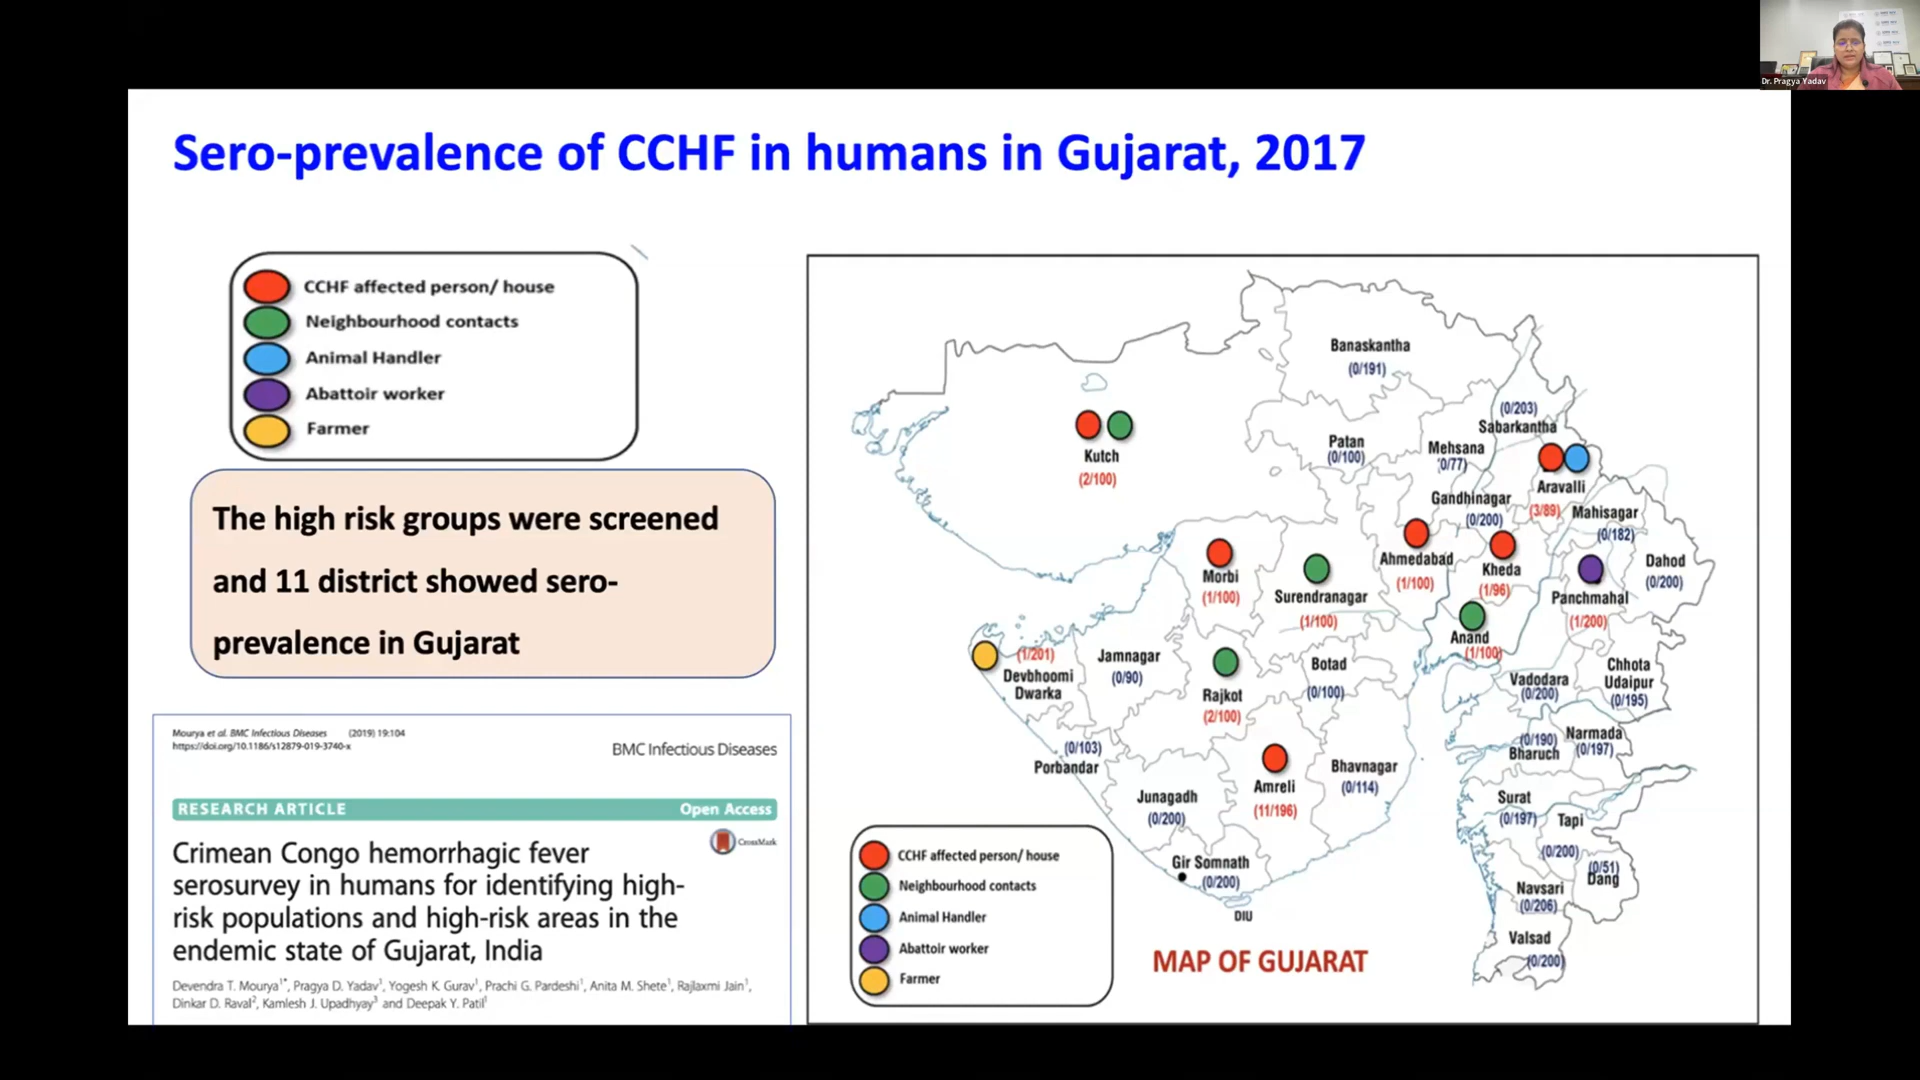 Dr. Pragya Yadav
Sero-prevalence of CCHF in humans in Gujarat, 2017
CCHF affected person/ house
Neighbourhood contacts
Animal Handler
Abattoir worker
Farmer
The high risk groups were screened
and 11 district showed sero-
prevalence in Gujarat
Mourya et al. BMC Infectious Diseases (2019) 19:104
https://doi.org/10.1186/s12879-019-3740-x
BMC Infectious Diseases
RESEARCH ARTICLE
Open Access
CrossMark
Crimean Congo hemorrhagic fever
serosurvey in humans for identifying high-
risk populations and high-risk areas in the
endemic state of Gujarat, India
Devendra T. Mourya1*, Pragya D. Yadav1, Yogesh K. Gurav1, Prachi G. Pardeshi1, Anita M. Shete1, Rajlaxmi Jain1,
Dinkar D. Raval2, Kamlesh J. Upadhyay3 and Deepak Y. Patil1
Banaskantha
(0/191)
(0/203)
Sabarkantha
Patan
(0/100)
Mehsana
(0/77)
Kutch
(2/100)
Aravalli
(3/89)
Gandhinagar
(0/200)
Mahisagar
(0/182)
Ahmedabad
(1/100)
Kheda
(1/96)
Dahod
(0/200)
Morbi
(1/100)
Surendranagar
(1/100)
Panchmahal
(1/200)
Anand
(1/100)
(1/201)
Devbhoomi
Dwarka
Jamnagar
(0/90)
Rajkot
(2/100)
Botad
(0/100)
Vadodara
(0/200)
Chhota
Udaipur
(0/195)
(0/103)
Porbandar
(0/190)
Bharuch
Narmada
(0/197)
Amreli
(11/196)
Bhavnagar
(0/114)
Junagadh
(0/200)
Surat
(0/197)
Tapi
(0/200)
(0/51)
Dang
Gir Somnath
(0/200)
Navsari
(0/206)
DIU
Valsad
(0/200)
CCHF affected person/ house
Neighbourhood contacts
Animal Handler
Abattoir worker
Farmer
MAP OF GUJARAT